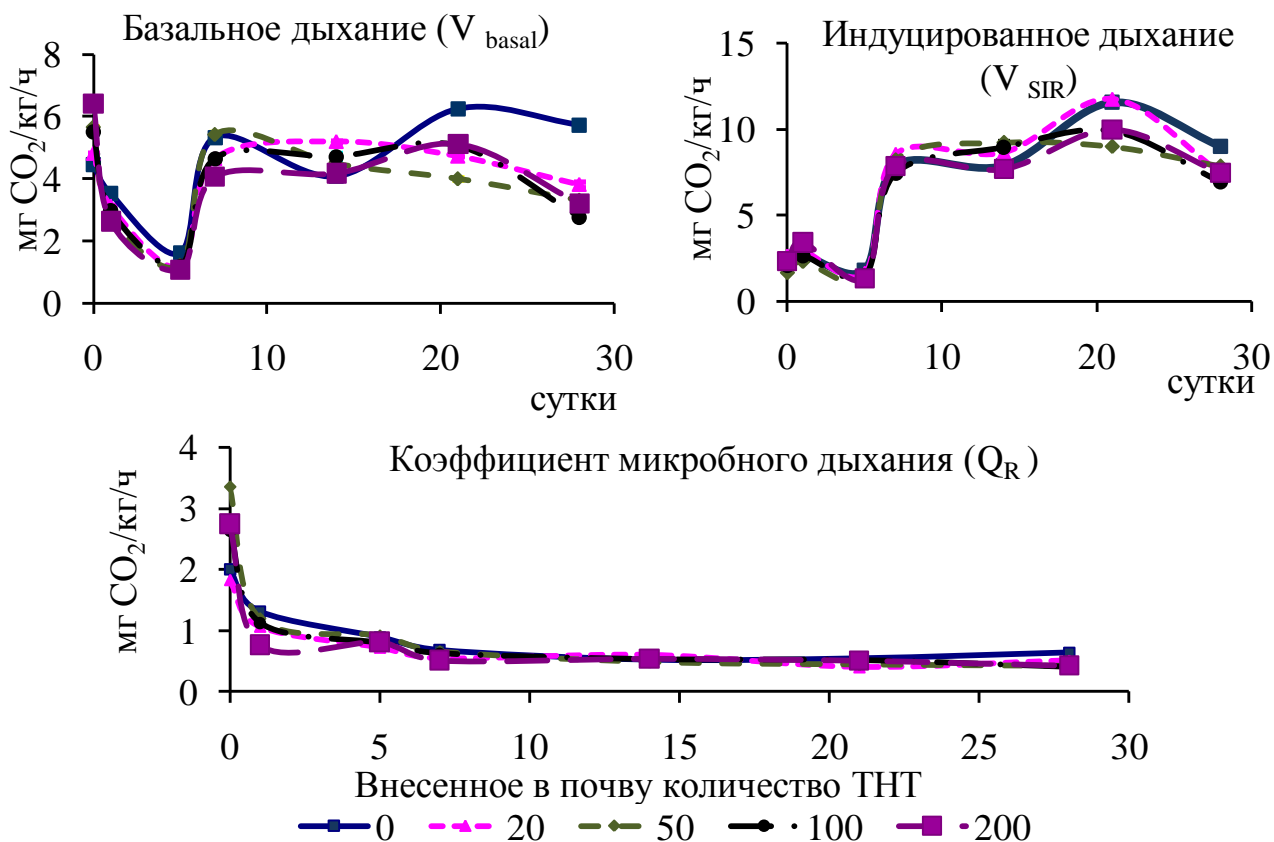 Базальное дыхание (V basal)
мг CO2/кг/ч
8
6
4
2
0
0 10 20 30
сутки
Индуцированное дыхание
(V SIR)
мг CO2/кг/ч
15
10
5
0
0 10 20 30
сутки
Коэффициент микробного дыхания (QR )
мг CO2/кг/ч
4
3
2
1
0
0 5 10 15 20 25 30
Внесенное в почву количество ТНТ
0 20 50 100 200